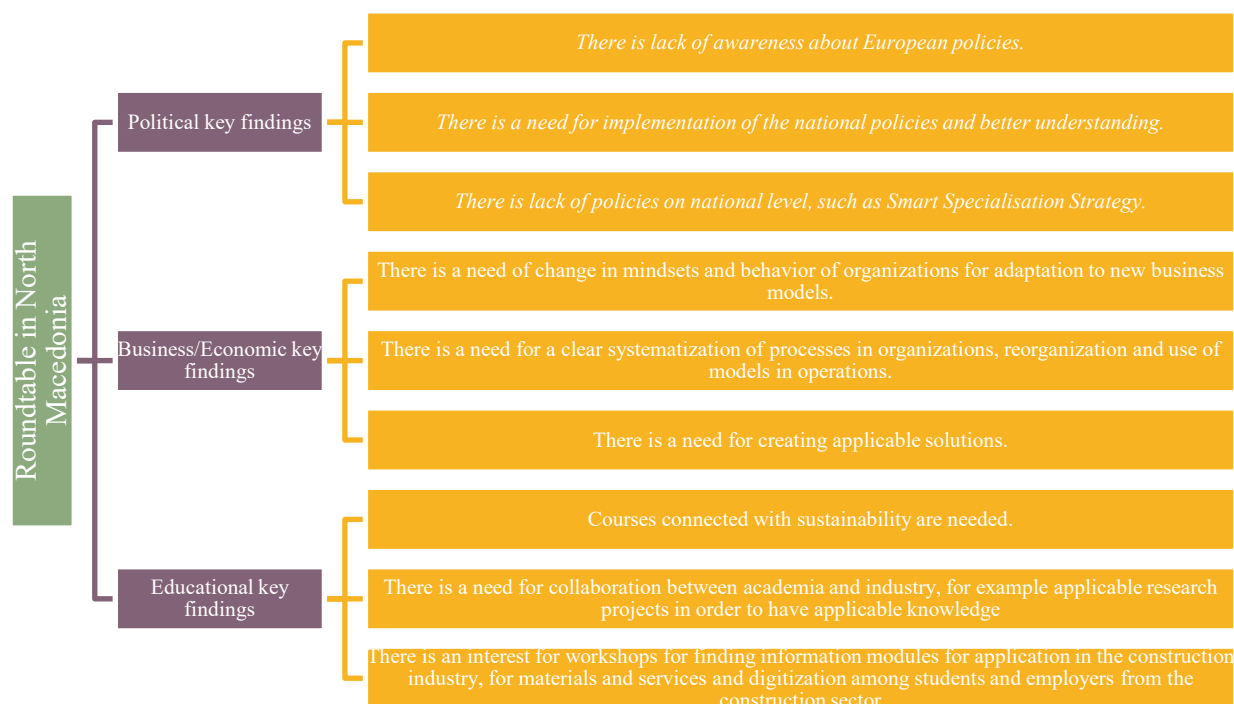 Roundtable in North
Macedonia
Political key findings
There is lack of awareness about European policies.
There is a need for implementation of the national policies and better understanding.
There is lack of policies on national level, such as Smart Specialisation Strategy.
Business/Economic key
findings
There is a need of change in mindsets and behavior of organizations for adaptation to new business
models.
There is a need for a clear systematization of processes in organizations, reorganization and use of
models in operations.
There is a need for creating applicable solutions.
Educational key
findings
Courses connected with sustainability are needed.
There is a need for collaboration between academia and industry, for example applicable research
projects in order to have applicable knowledge
There is an interest for workshops for finding information modules for application in the construction
industry, for materials and services and digitization among students and employers from the
construction sector